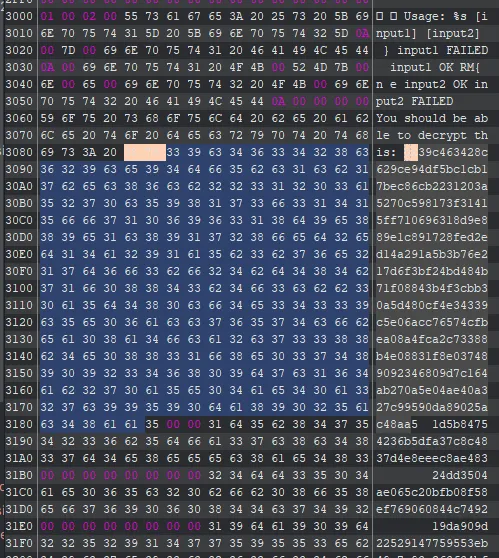 3000 01 00 02 00 55 73 61 67 65 3A 20 25 73 20 5B 69 Usage: %s [i
3010 6E 70 75 74 31 5D 20 5B 69 6E 70 75 74 32 5D 0A nput1] [input2]
3020 00 7D 00 69 6E 70 75 74 31 20 46 41 49 4C 45 44 } input1 FAILED
3030 0A 00 69 6E 70 75 74 31 20 4F 4B 00 52 4D 7B 00 input1 OK RM{
3040 6E 00 65 00 69 6E 70 75 74 32 20 4F 4B 00 69 6E n e input2 OK in
3050 70 75 74 32 20 46 41 49 4C 45 44 0A 00 00 00 00 put2 FAILED
3060 59 6F 75 20 73 68 6F 75 6C 64 20 62 65 20 61 62 You should be ab
3070 6C 65 20 74 6F 20 64 65 63 72 79 70 74 20 74 68 le to decrypt th
3080 69 73 3A 20 33 39 63 34 36 33 34 32 38 63 is: 39c463428c
3090 36 32 39 63 65 39 34 64 66 35 62 63 31 63 62 31 629ce94df5bc1cb1
30A0 37 62 65 63 38 36 63 62 32 32 33 31 32 30 33 61 7bec86cb2231203a
30B0 35 32 37 30 63 35 39 38 31 37 33 66 33 31 34 31 5270c598173f3141
30C0 35 66 66 37 31 30 36 39 36 33 31 38 64 39 65 38 5ff710696318d9e8
30D0 38 39 65 31 63 38 39 31 37 32 38 66 65 64 32 65 89e1c891728fed2e
30E0 64 31 34 61 32 39 31 61 35 62 33 62 37 36 65 32 d14a291a5b3b76e2
30F0 31 37 64 36 66 33 62 66 32 34 62 64 34 38 34 62 17d6f3bf24bd484b
3100 37 31 66 30 38 38 34 33 62 34 66 33 63 62 62 33 71f08843b4f3cbb3
3110 30 61 35 64 34 38 30 63 66 34 65 33 34 33 33 39 0a5d480cf4e34339
3120 63 35 65 30 36 61 63 63 37 36 35 37 34 63 66 62 c5e06acc76574cfb
3130 65 61 30 38 61 34 66 63 61 32 63 37 33 33 38 38 ea08a4fca2c73388
3140 62 34 65 30 38 38 33 31 66 38 65 30 33 37 34 38 b4e08831f8e03748
3150 39 30 39 32 33 34 36 38 30 39 64 37 63 31 36 34 9092346809d7c164
3160 61 62 32 37 30 61 35 65 30 34 61 65 34 30 61 33 ab270a5e04ae40a3
3170 32 37 63 39 39 35 39 30 64 61 38 39 30 32 35 61 27c99590da89025a
3180 63 34 38 61 61 35 00 00 31 64 35 62 38 34 37 35 c48aa5 1d5b8475
3190 34 32 33 36 62 35 64 66 61 33 37 63 38 63 34 38 4236b5dfa37c8c48
31A0 33 37 64 34 65 38 65 65 65 63 38 61 65 34 38 33 37d4e8eeec8ae483
31B0 00 00 00 00 00 00 00 00 32 34 64 64 33 35 30 34 24dd3504
31C0 61 65 30 36 35 63 32 30 62 66 62 30 38 66 35 38 ae065c20bfb08f58
31D0 65 66 37 36 39 30 36 30 38 34 34 63 37 34 39 32 ef769060844c7492
31E0 00 00 00 00 00 00 00 00 31 39 64 61 39 30 39 64 19da909d
31F0 32 32 35 32 39 31 34 37 37 35 39 35 35 33 65 62 22529147759553eb